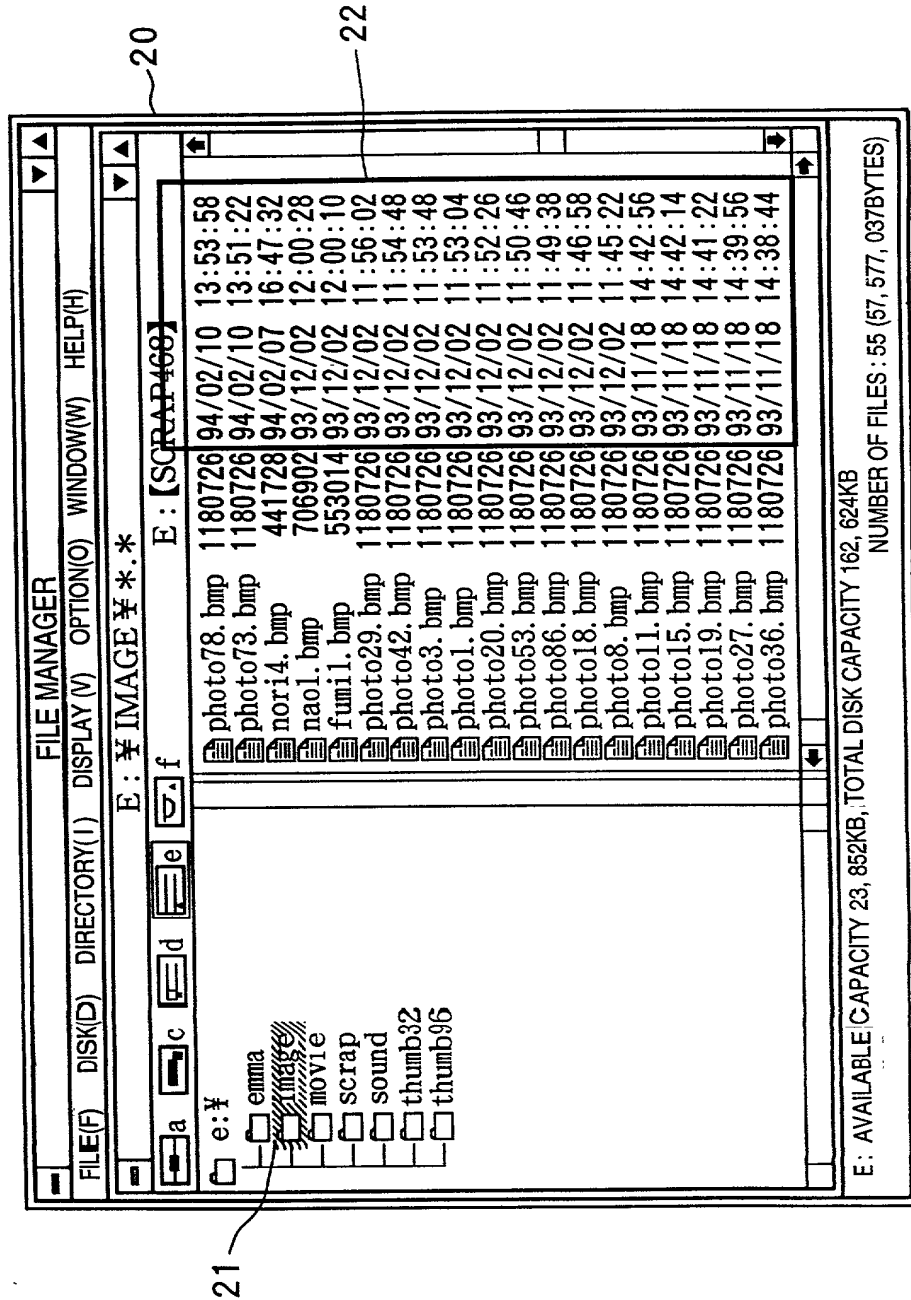 FILE MANAGER
FILE(F) DISK(D) DIRECTORY(I) DISPLAY (V) OPTION(O) WINDOW(W) HELP(H)
E:¥IMAGE¥*.*
a c d e f E:【SCRAP468】
e:¥
emma
image
movie
scrap
sound
thumb32
thumb96
photo78.bmp 1180726 94/02/10 13:53:58
photo73.bmp 1180726 94/02/10 13:51:22
nori4.bmp 441728 94/02/07 16:47:32
nao1.bmp 706902 93/12/02 12:00:28
fumi1.bmp 553014 93/12/02 12:00:10
photo29.bmp 1180726 93/12/02 11:56:02
photo42.bmp 1180726 93/12/02 11:54:48
photo3.bmp 1180726 93/12/02 11:53:48
photo1.bmp 1180726 93/12/02 11:53:04
photo20.bmp 1180726 93/12/02 11:52:26
photo53.bmp 1180726 93/12/02 11:50:46
photo86.bmp 1180726 93/12/02 11:49:38
photo18.bmp 1180726 93/12/02 11:46:58
photo8.bmp 1180726 93/12/02 11:45:22
photo11.bmp 1180726 93/11/18 14:42:56
photo15.bmp 1180726 93/11/18 14:42:14
photo19.bmp 1180726 93/11/18 14:41:22
photo27.bmp 1180726 93/11/18 14:39:56
photo36.bmp 1180726 93/11/18 14:38:44
E: AVAILABLE CAPACITY 23, 852KB, TOTAL DISK CAPACITY 162, 624KB
NUMBER OF FILES : 55 (57, 577, 037BYTES)
20
21
22